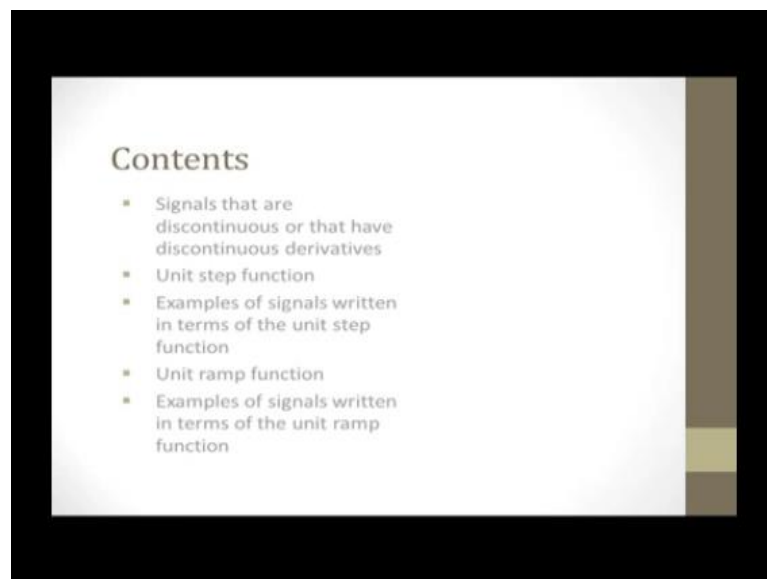 Contents
▪ Signals that are
discontinuous or that have
discontinuous derivatives
▪ Unit step function
▪ Examples of signals written
in terms of the unit step
function
▪ Unit ramp function
▪ Examples of signals written
in terms of the unit ramp
function